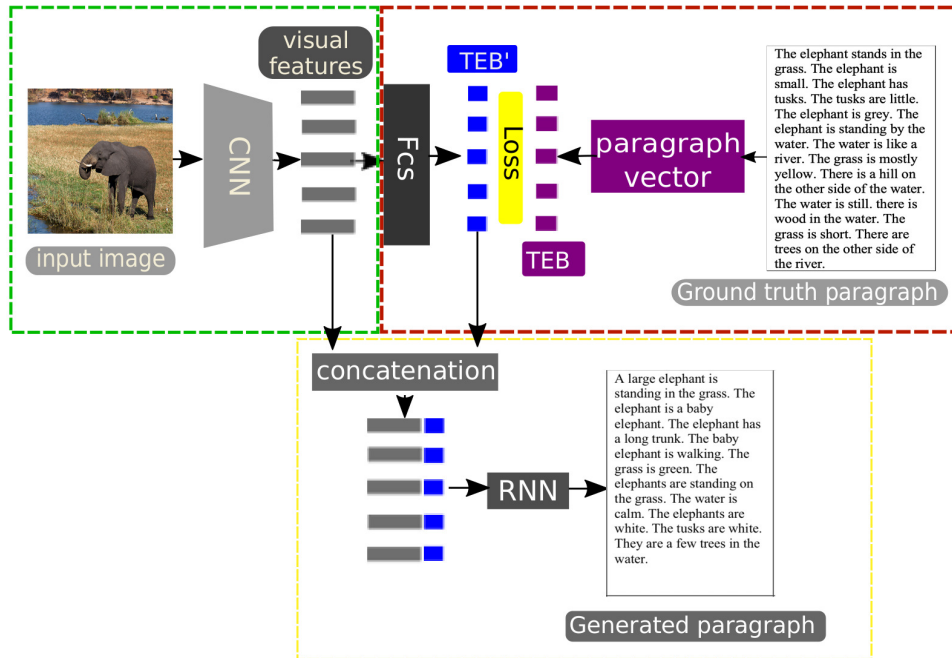 visual
features
TEB'
CNN
Fcs
Loss
paragraph
vector
TEB
input image
The elephant stands in the
grass. The elephant is
small. The elephant has
tusks. The tusks are little.
The elephant is grey. The
elephant is standing by the
water. The water is like a
river. The grass is mostly
yellow. There is a hill on
the other side of the water.
The water is still. there is
wood in the water. The
grass is short. There are
trees on the other side of
the river.
Ground truth paragraph
concatenation
RNN
A large elephant is
standing in the grass. The
elephant is a baby
elephant. The elephant has
a long trunk. The baby
elephant is walking. The
grass is green. The
elephants are standing on
the grass. The water is
calm. The elephants are
white. The tusks are white.
They are a few trees in the
water.
Generated paragraph